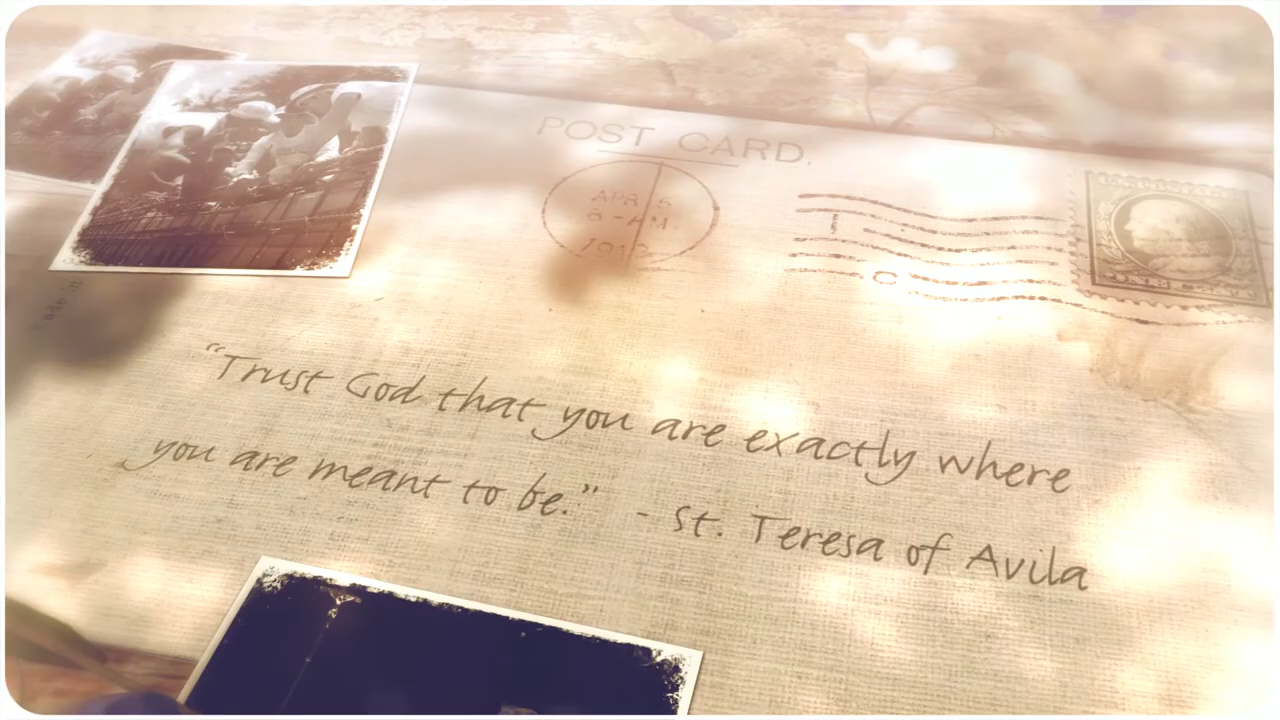 POST CARD.
APR 5
6 - AM
191
"Trust God that you are exactly where
you are meant to be." - St. Teresa of Avila